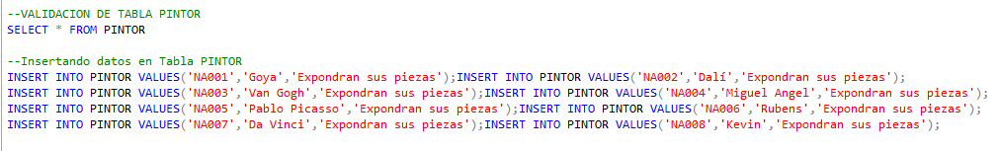 --VALIDACION DE TABLA PINTOR
SELECT * FROM PINTOR
--Insertando datos en Tabla PINTOR
INSERT INTO PINTOR VALUES('NA001','Goya','Expondran sus piezas');INSERT INTO PINTOR VALUES('NA002','Dalí','Expondran sus piezas');
INSERT INTO PINTOR VALUES('NA003','Van Gogh','Expondran sus piezas');INSERT INTO PINTOR VALUES('NA004','Miguel Angel','Expondran sus piezas');
INSERT INTO PINTOR VALUES('NA005','Pablo Picasso','Expondran sus piezas');INSERT INTO PINTOR VALUES('NA006','Rubens','Expondran sus piezas');
INSERT INTO PINTOR VALUES('NA007','Da Vinci','Expondran sus piezas');INSERT INTO PINTOR VALUES('NA008','Kevin','Expondran sus piezas');